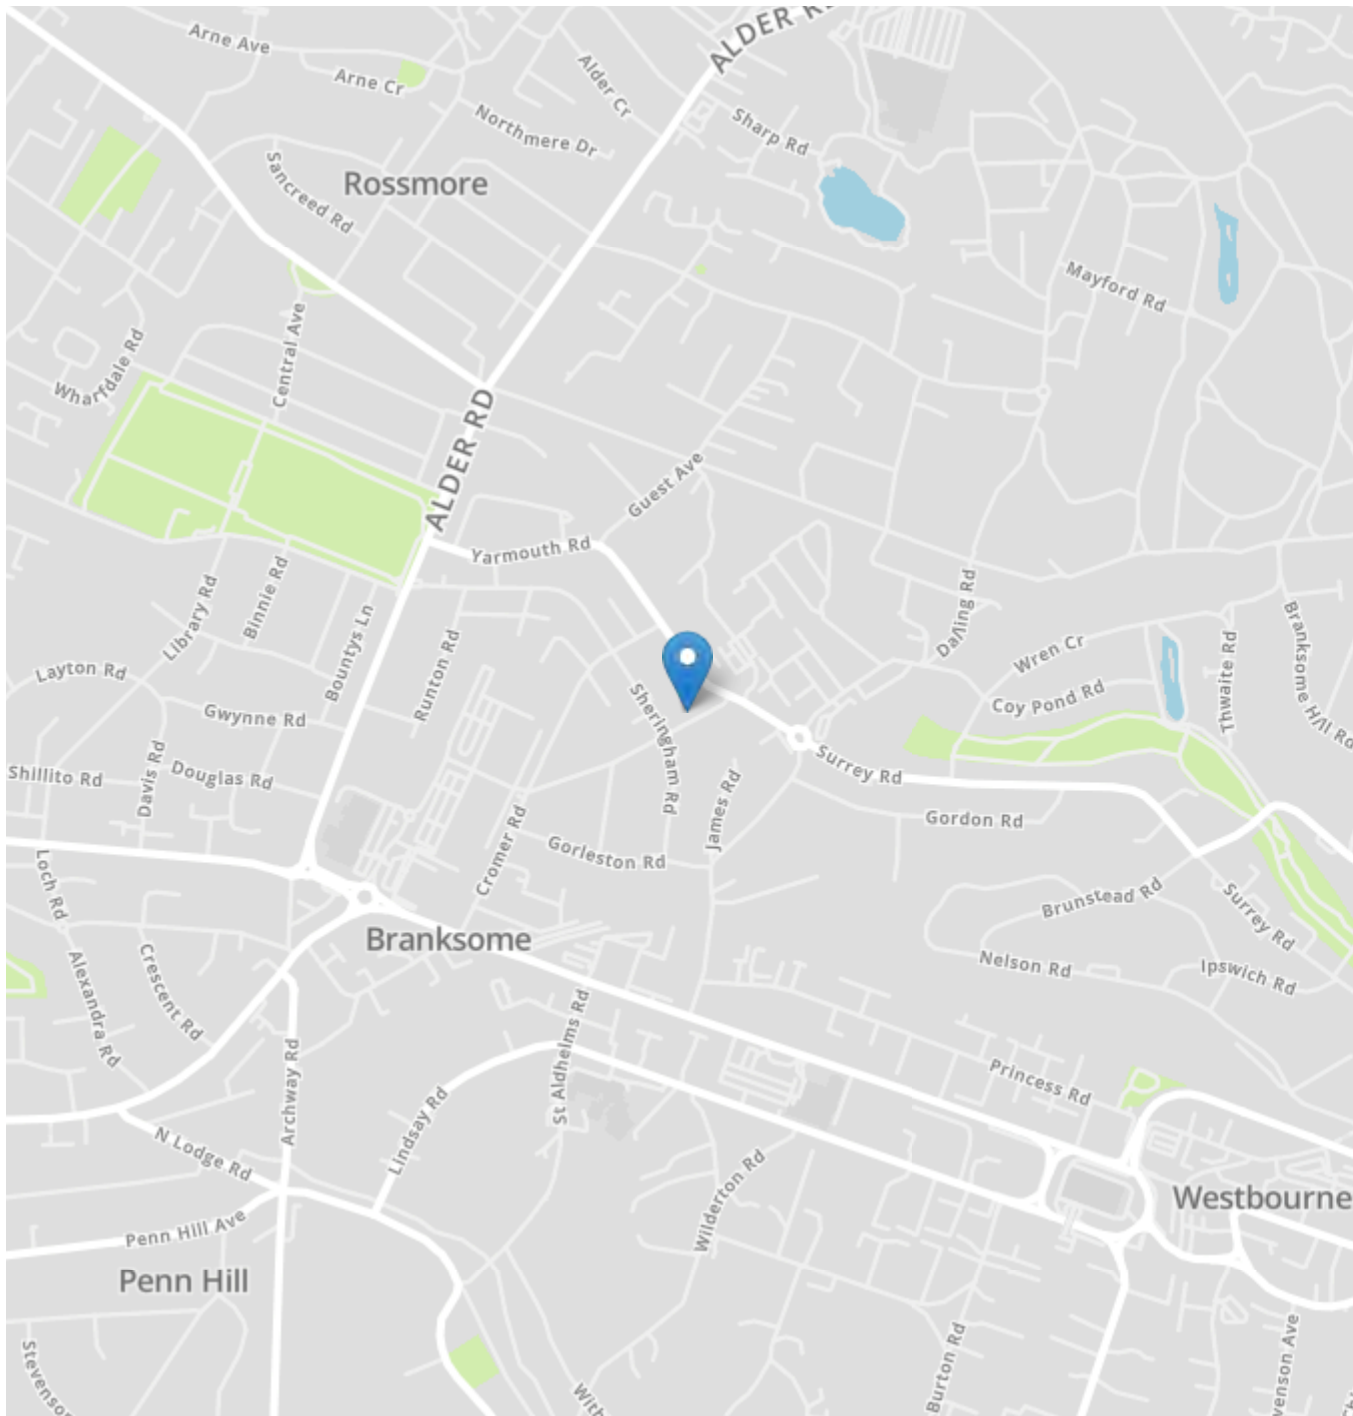 ALDER RD
Arne Ave
Arne Cr
Alder Cr
Northmere Dr
Sharp Rd
Sancreed Rd
Rossmore
Mayford Rd
Central Ave
Wharfdale Rd
ALDER RD
Guest Ave
Yarmouth Rd
Library Rd
Binnie Rd
Bountys Ln
Runton Rd
Darling Rd
Wren Cr
Thwaite Rd
Branksome Hill Rd
Layton Rd
Gwynne Rd
Sheringham Rd
Coy Pond Rd
Shillito Rd
Davis Rd
Douglas Rd
Surrey Rd
James Rd
Gordon Rd
Cromer Rd
Gorleston Rd
Loch Rd
Brunstead Rd
Surrey Rd
Branksome
Alexandra Rd
Crescent Rd
Nelson Rd
Ipswich Rd
St Aldhelms Rd
Archway Rd
Princess Rd
Lindsay Rd
N Lodge Rd
Wilderton Rd
Westbourne
Penn Hill Ave
Penn Hill
Burton Rd
venson Ave
Stevenson
With